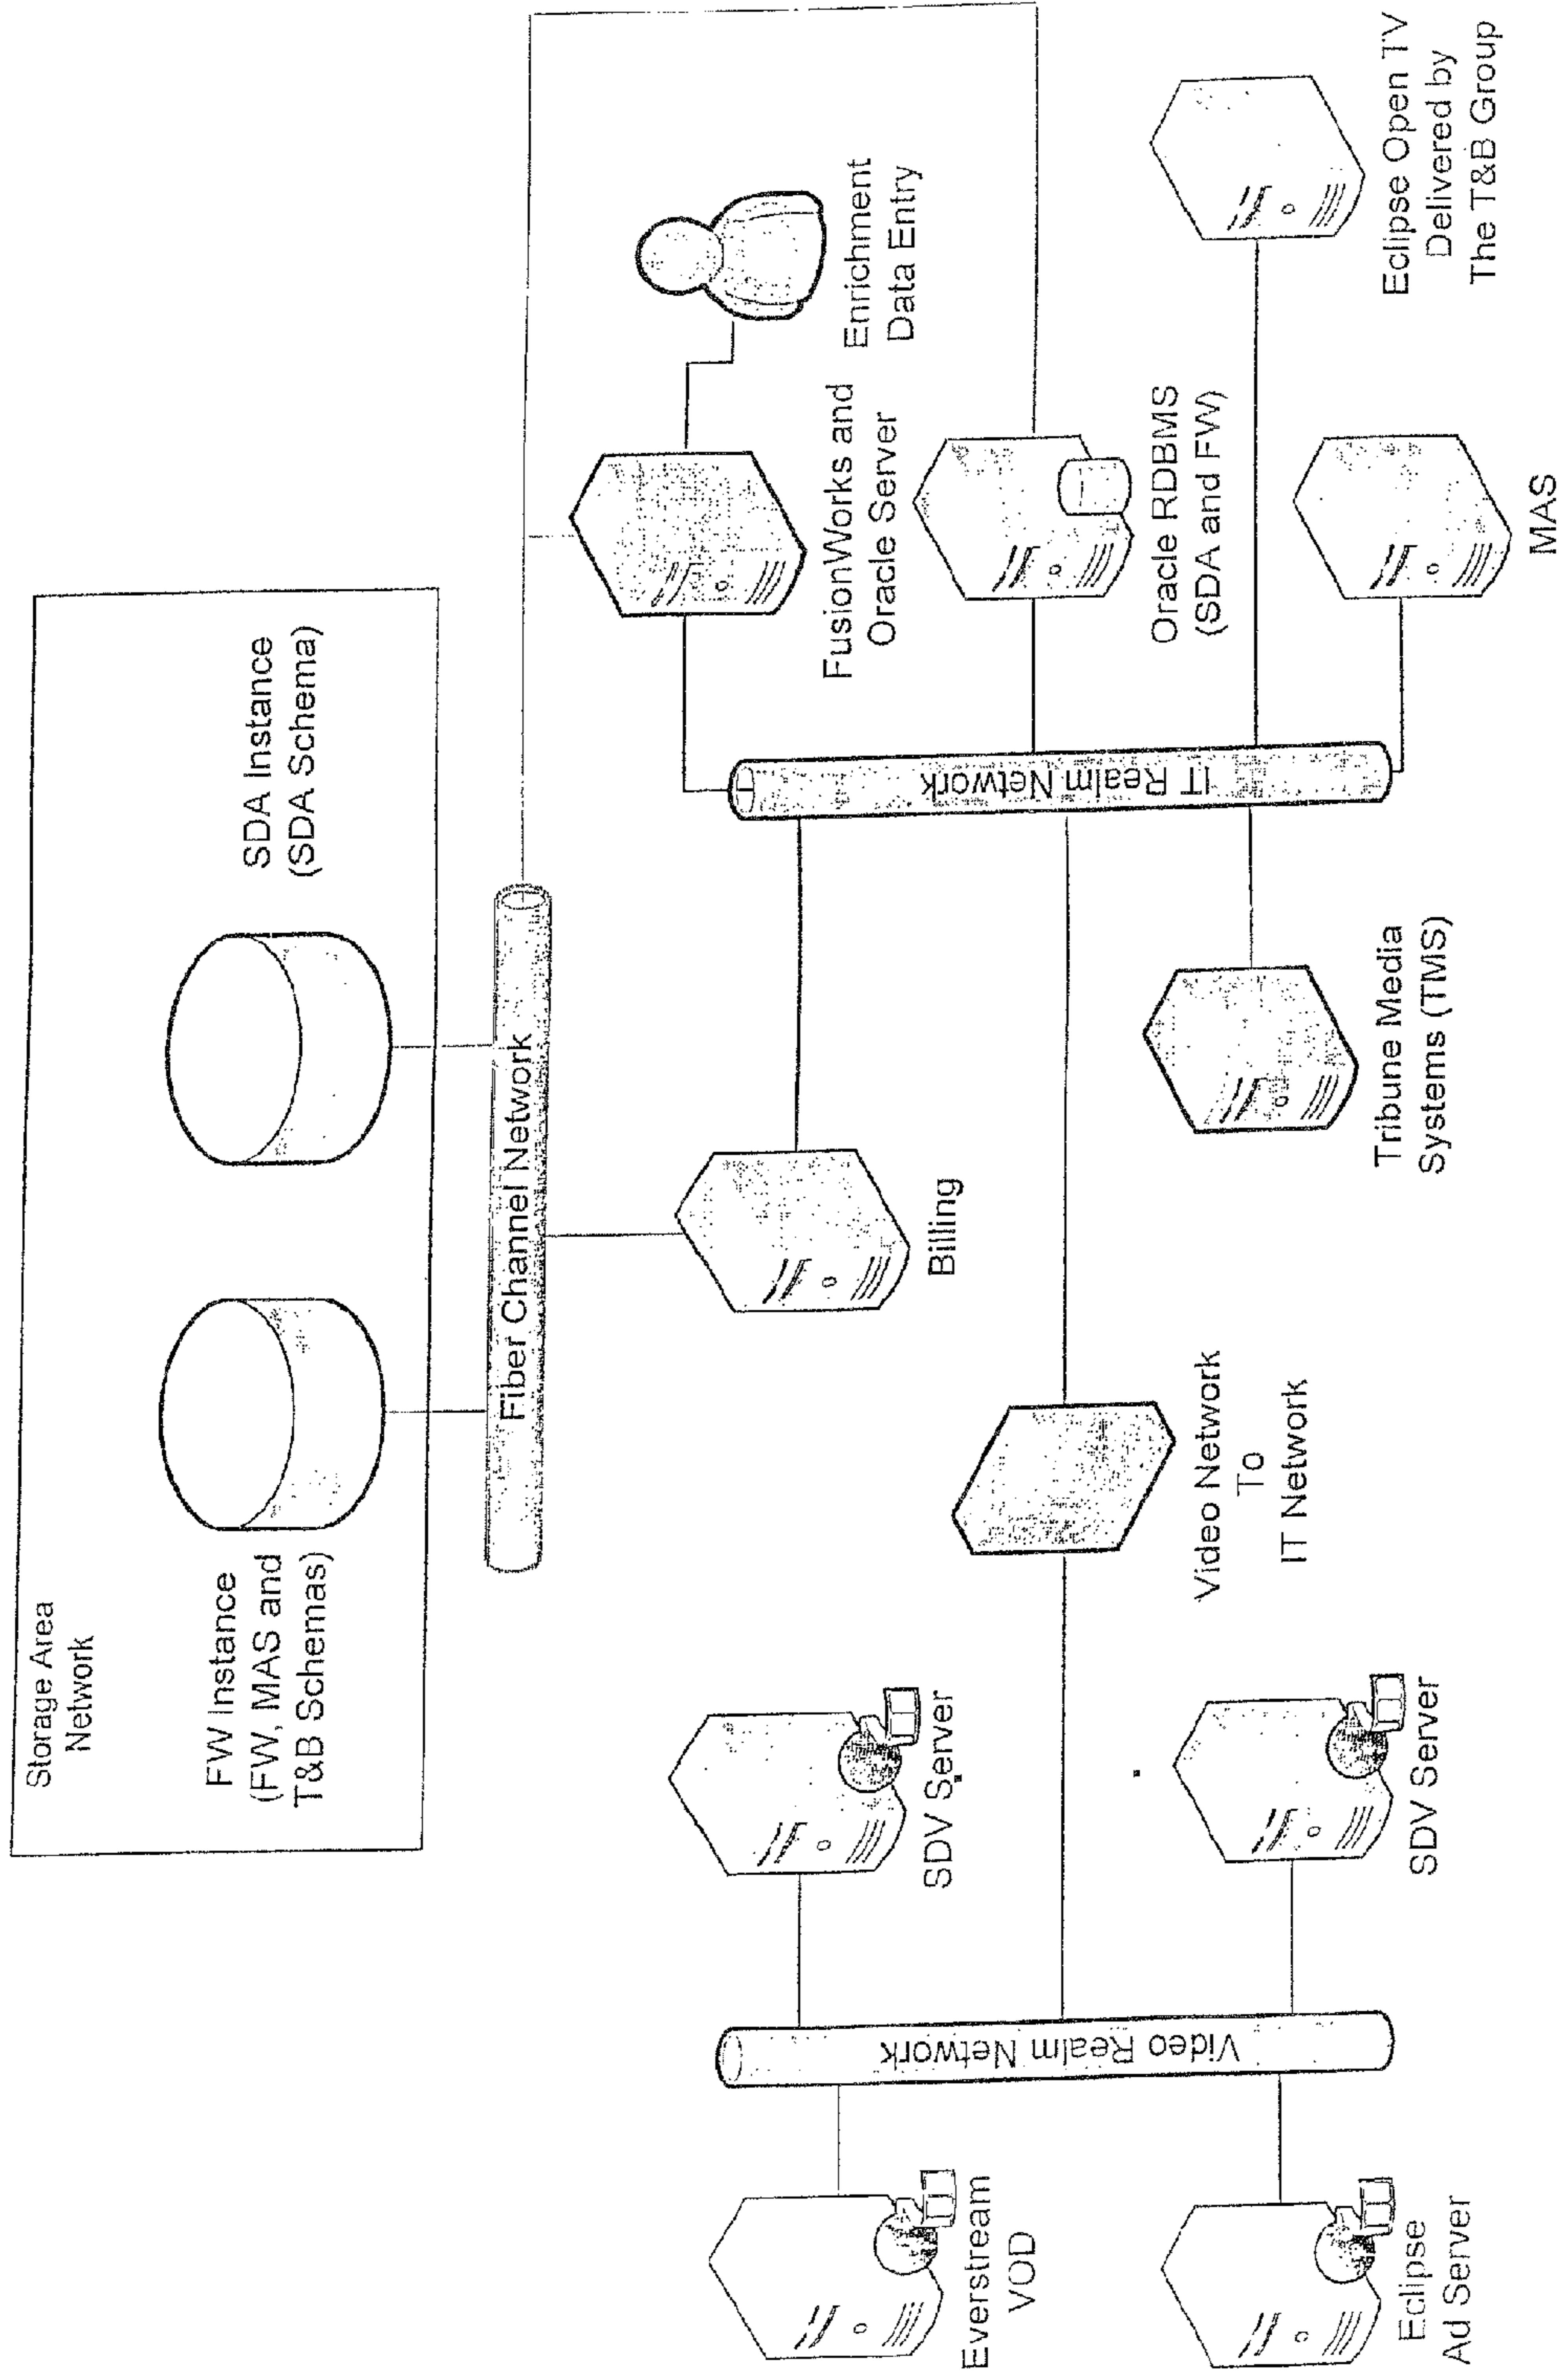 Storage Area
Network
FW Instance
(FW, MAS and
T&B Schemas)
SDA Instance
(SDA Schema)
Fiber Channel Network
Everstream
VOD
Eclipse
Ad Server
Video Realm Network
SDV Server
SDV Server
Video Network
To
IT Network
Billing
Tribune Media
Systems (TMS)
IT Realm Network
FusionWorks and
Oracle Server
Enrichment
Data Entry
Oracle RDBMS
(SDA and FW)
MAS
Eclipse Open TV
Delivered by
The T&B Group